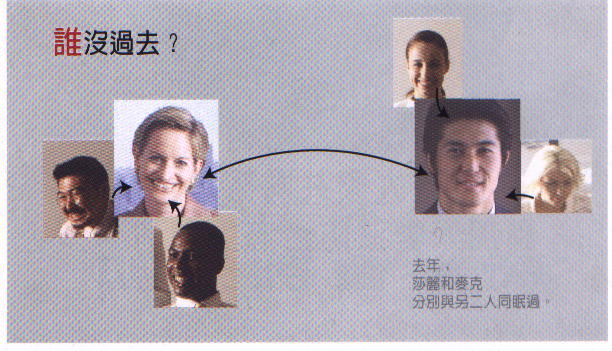 誰沒過去？
去年，
莎麗和麥克
分別與另二人同眠過。